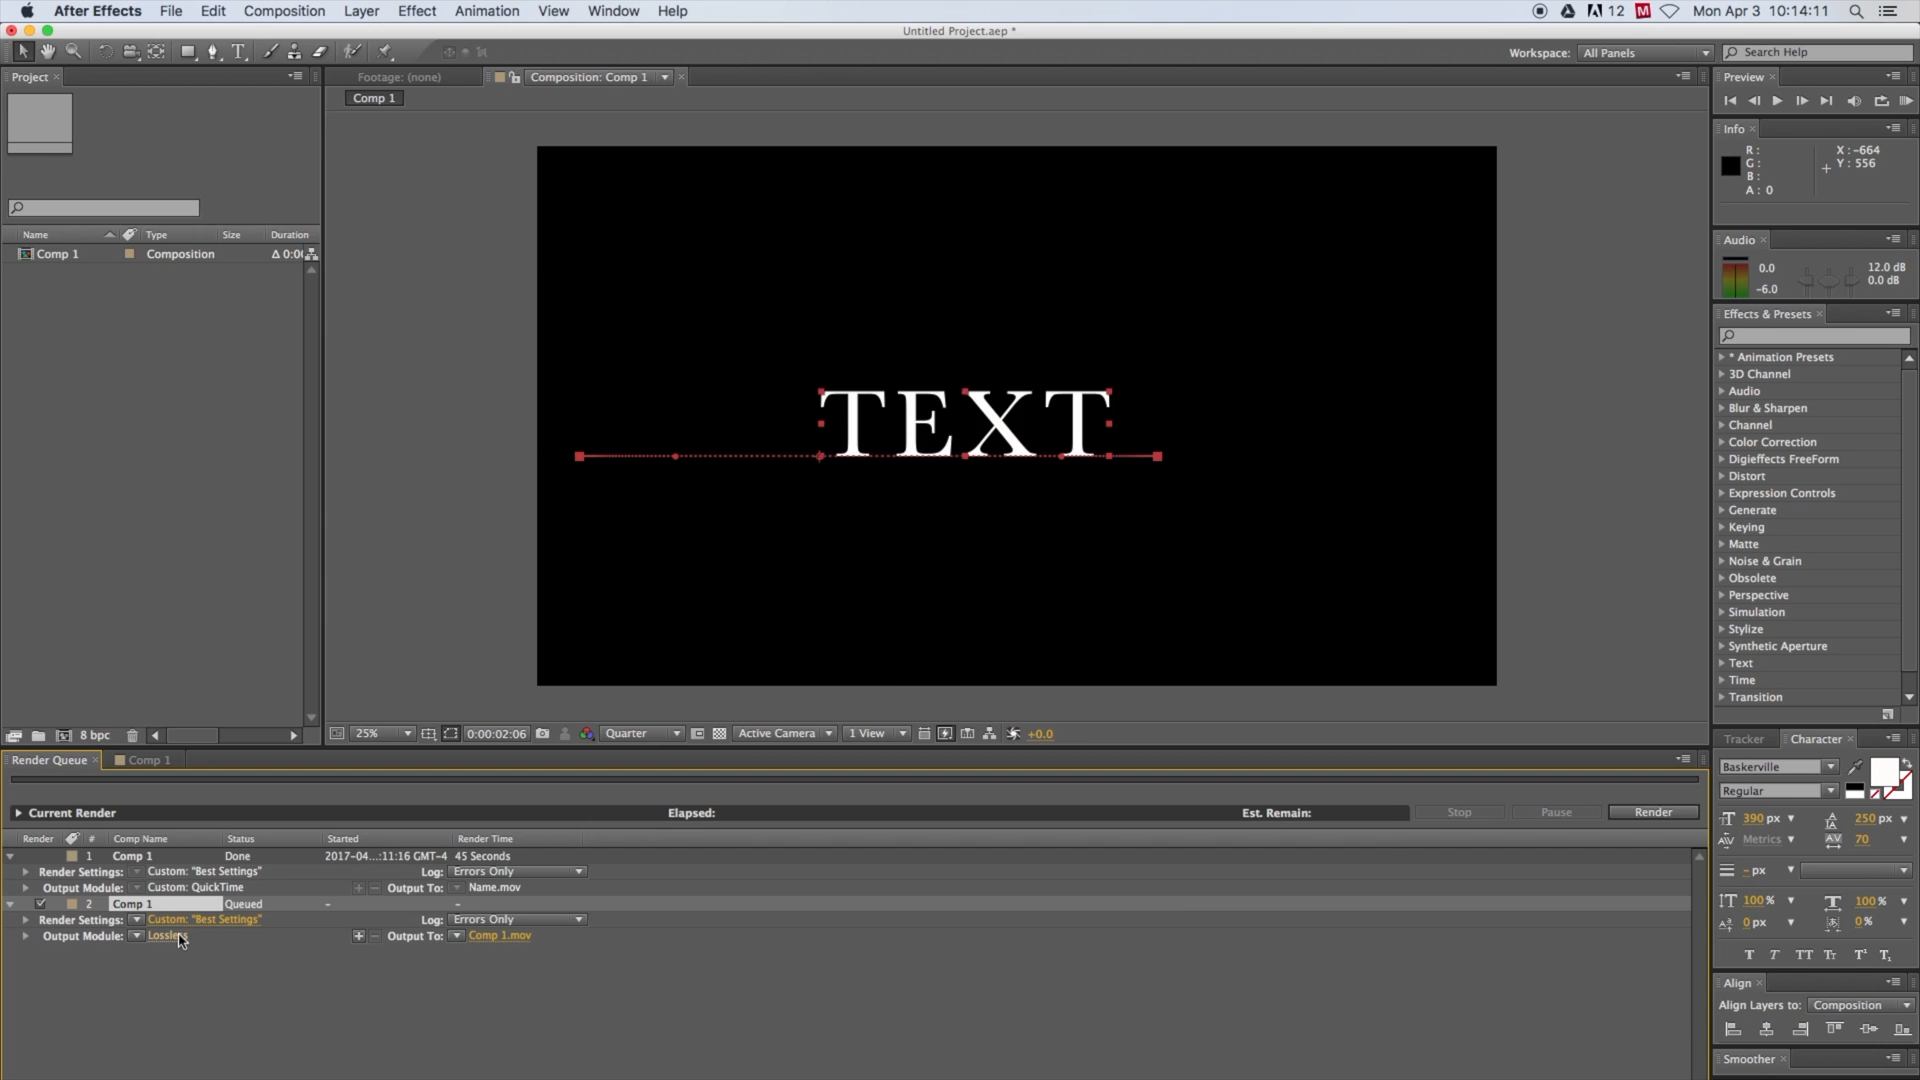 After Effects File Edit Composition Layer Effect Animation View Window Help 12 Mon Apr 3 10:14:11
Untitled Project.aep *
Workspace: All Panels Search Help
Project
Footage: (none) Composition: Comp 1
Comp 1
Name Type Size Duration
Comp 1 Composition Δ 0:00
8 bpc
TEXT
25% 0:00:02:06 Quarter Active Camera 1 View +0.0
Preview
Info
R :
G :
B :
A : 0
X : -664
Y : 556
Audio
0.0
-6.0
12.0 dB
0.0 dB
Effects & Presets
* Animation Presets
3D Channel
Audio
Blur & Sharpen
Channel
Color Correction
Digieffects FreeForm
Distort
Expression Controls
Generate
Keying
Matte
Noise & Grain
Obsolete
Perspective
Simulation
Stylize
Synthetic Aperture
Text
Time
Transition
Tracker Character
Baskerville
Regular
390 px 250 px
Metrics 70
- px
100 % 100 %
0 px 0 %
T T TT Tt T¹ T₁
Align
Align Layers to: Composition
Smoother
Render Queue Comp 1
Current Render Elapsed: Est. Remain: Stop Pause Render
Render # Comp Name Status Started Render Time
1 Comp 1 Done 2017-04...:11:16 GMT-4 45 Seconds
Render Settings: Custom: "Best Settings" Log: Errors Only
Output Module: Custom: QuickTime Output To: Name.mov
2 Comp 1 Queued - -
Render Settings: Custom: "Best Settings" Log: Errors Only
Output Module: Lossless Output To: Comp 1.mov